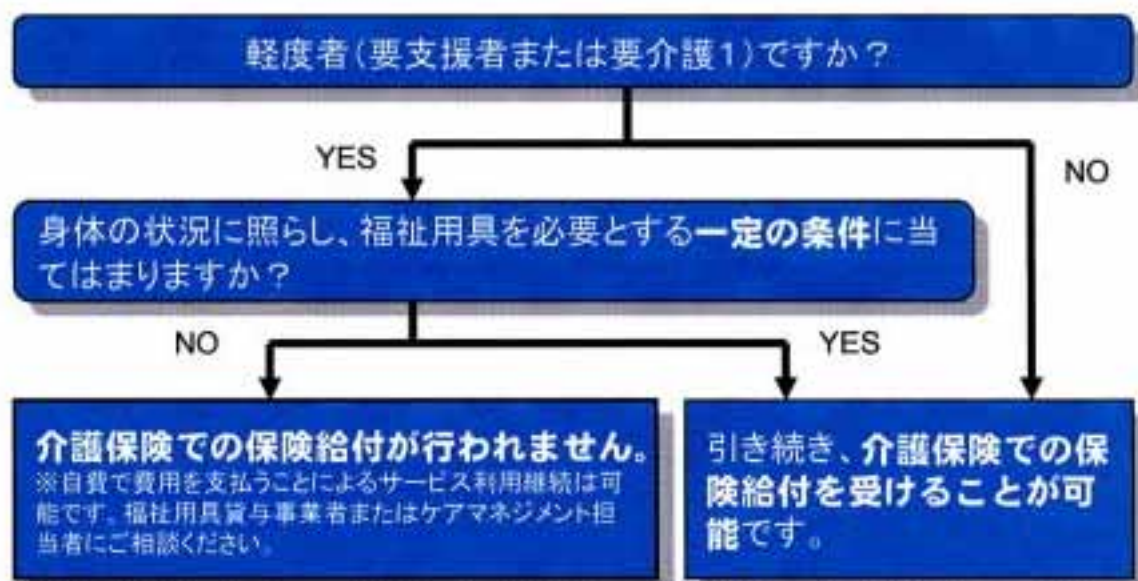 軽度者(要支援者または要介護1)ですか？
YES
NO
身体の状況に照らし、福祉用具を必要とする一定の条件に当
てはまりますか？
NO
YES
介護保険での保険給付が行われません。
※自費で費用を支払うことによるサービス利用継続は可
能です。福祉用具貸与事業者またはケアマネジメント担
当者にご相談ください。
引き続き、介護保険での保
険給付を受けることが可
能です。